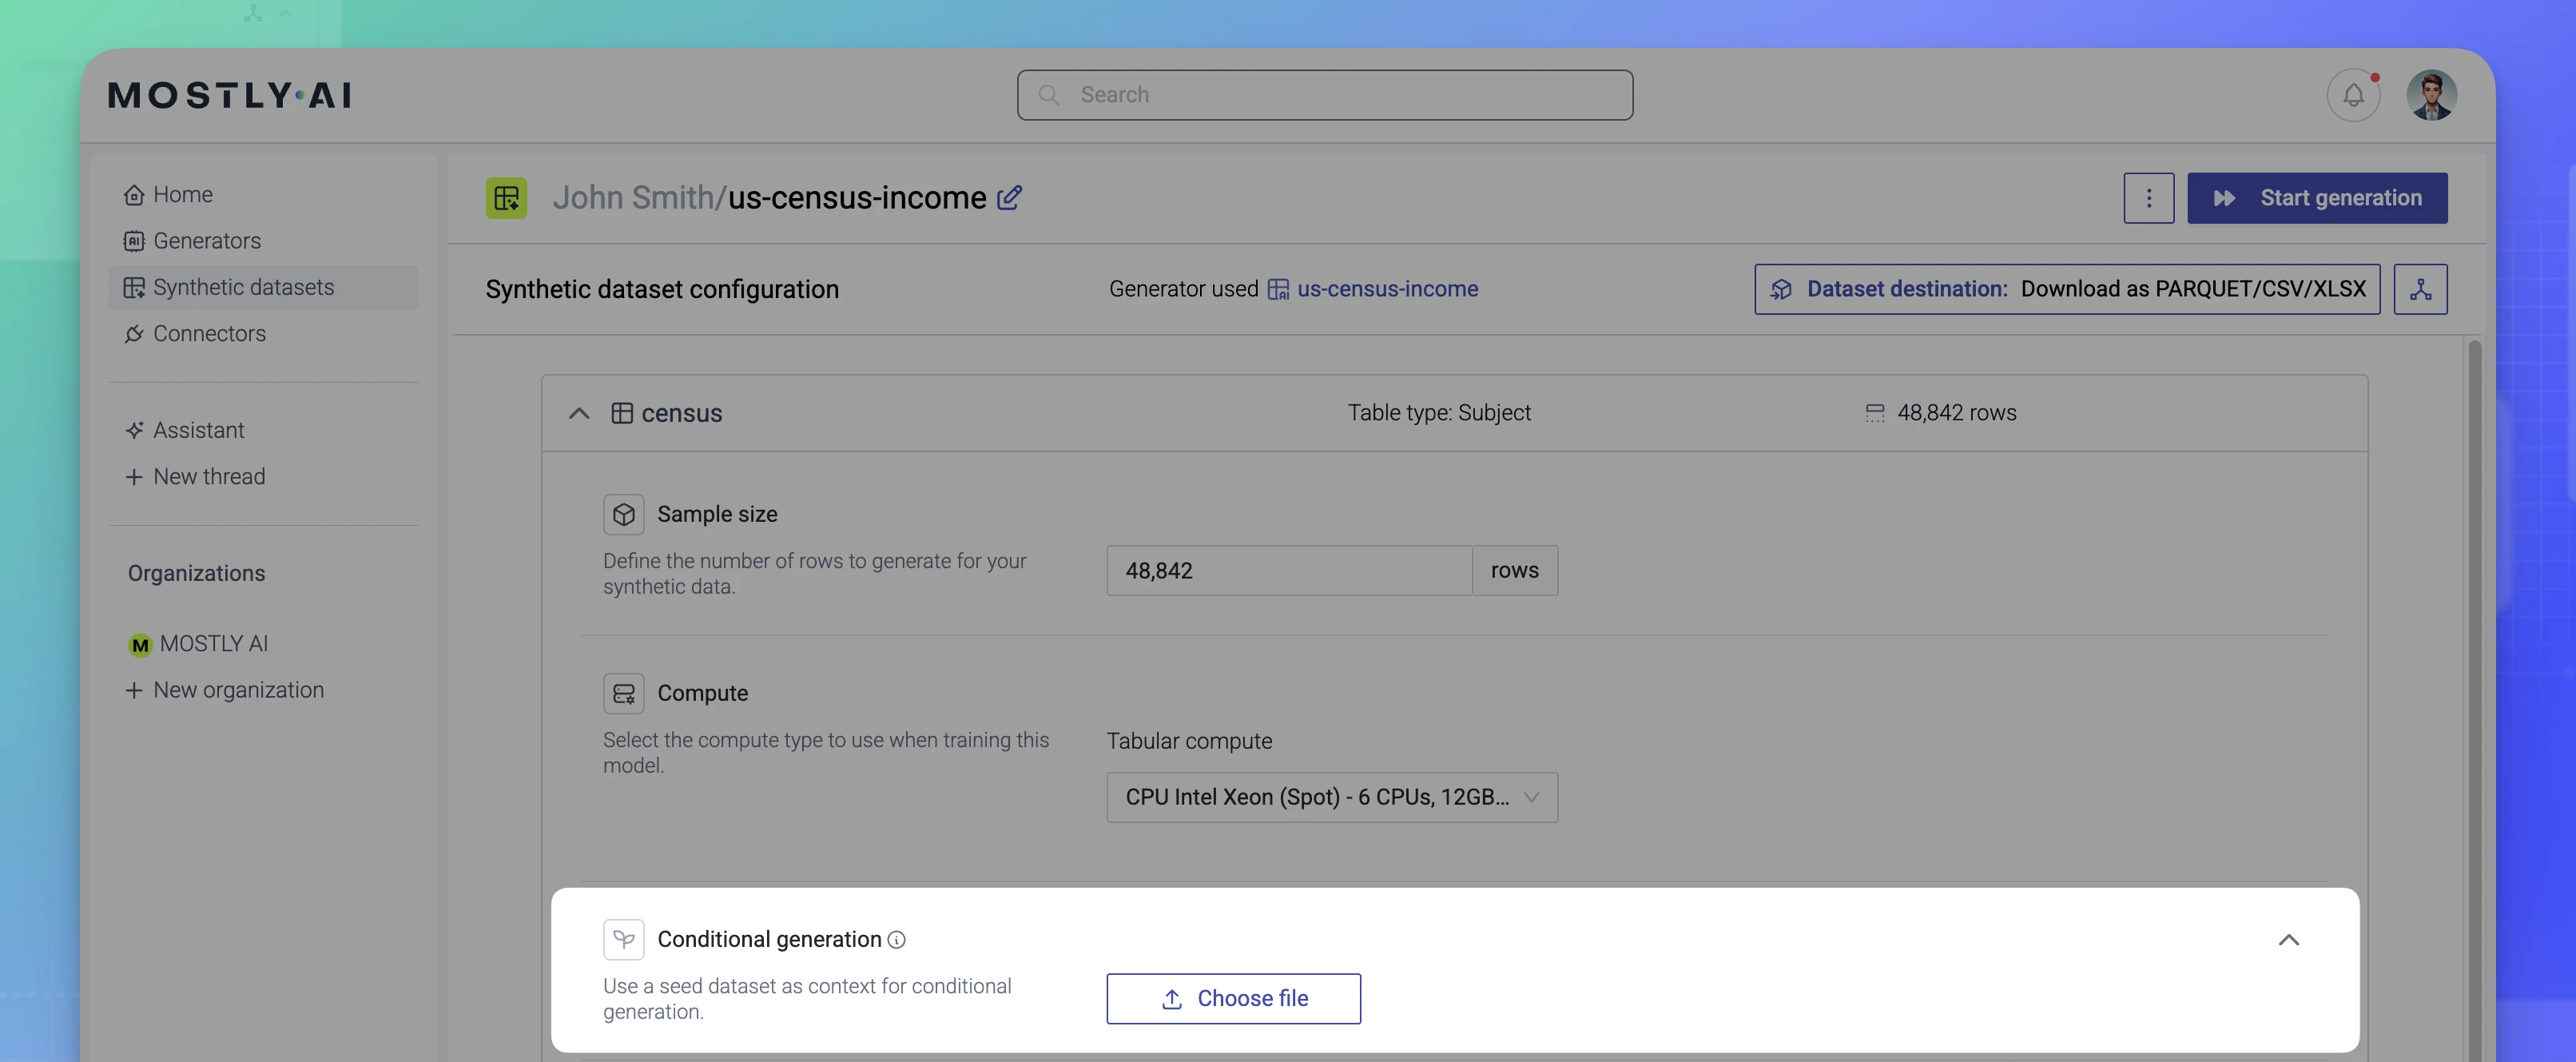 MOSTLY·AI
Search
Home
Generators
Synthetic datasets
Connectors
Assistant
New thread
Organizations
M MOSTLY AI
New organization
John Smith/us-census-income
Start generation
Synthetic dataset configuration
Generator used us-census-income
Dataset destination: Download as PARQUET/CSV/XLSX
census
Table type: Subject
48,842 rows
Sample size
Define the number of rows to generate for your
synthetic data.
48,842 rows
Compute
Select the compute type to use when training this
model.
Tabular compute
CPU Intel Xeon (Spot) - 6 CPUs, 12GB...
Conditional generation
Use a seed dataset as context for conditional
generation.
Choose file